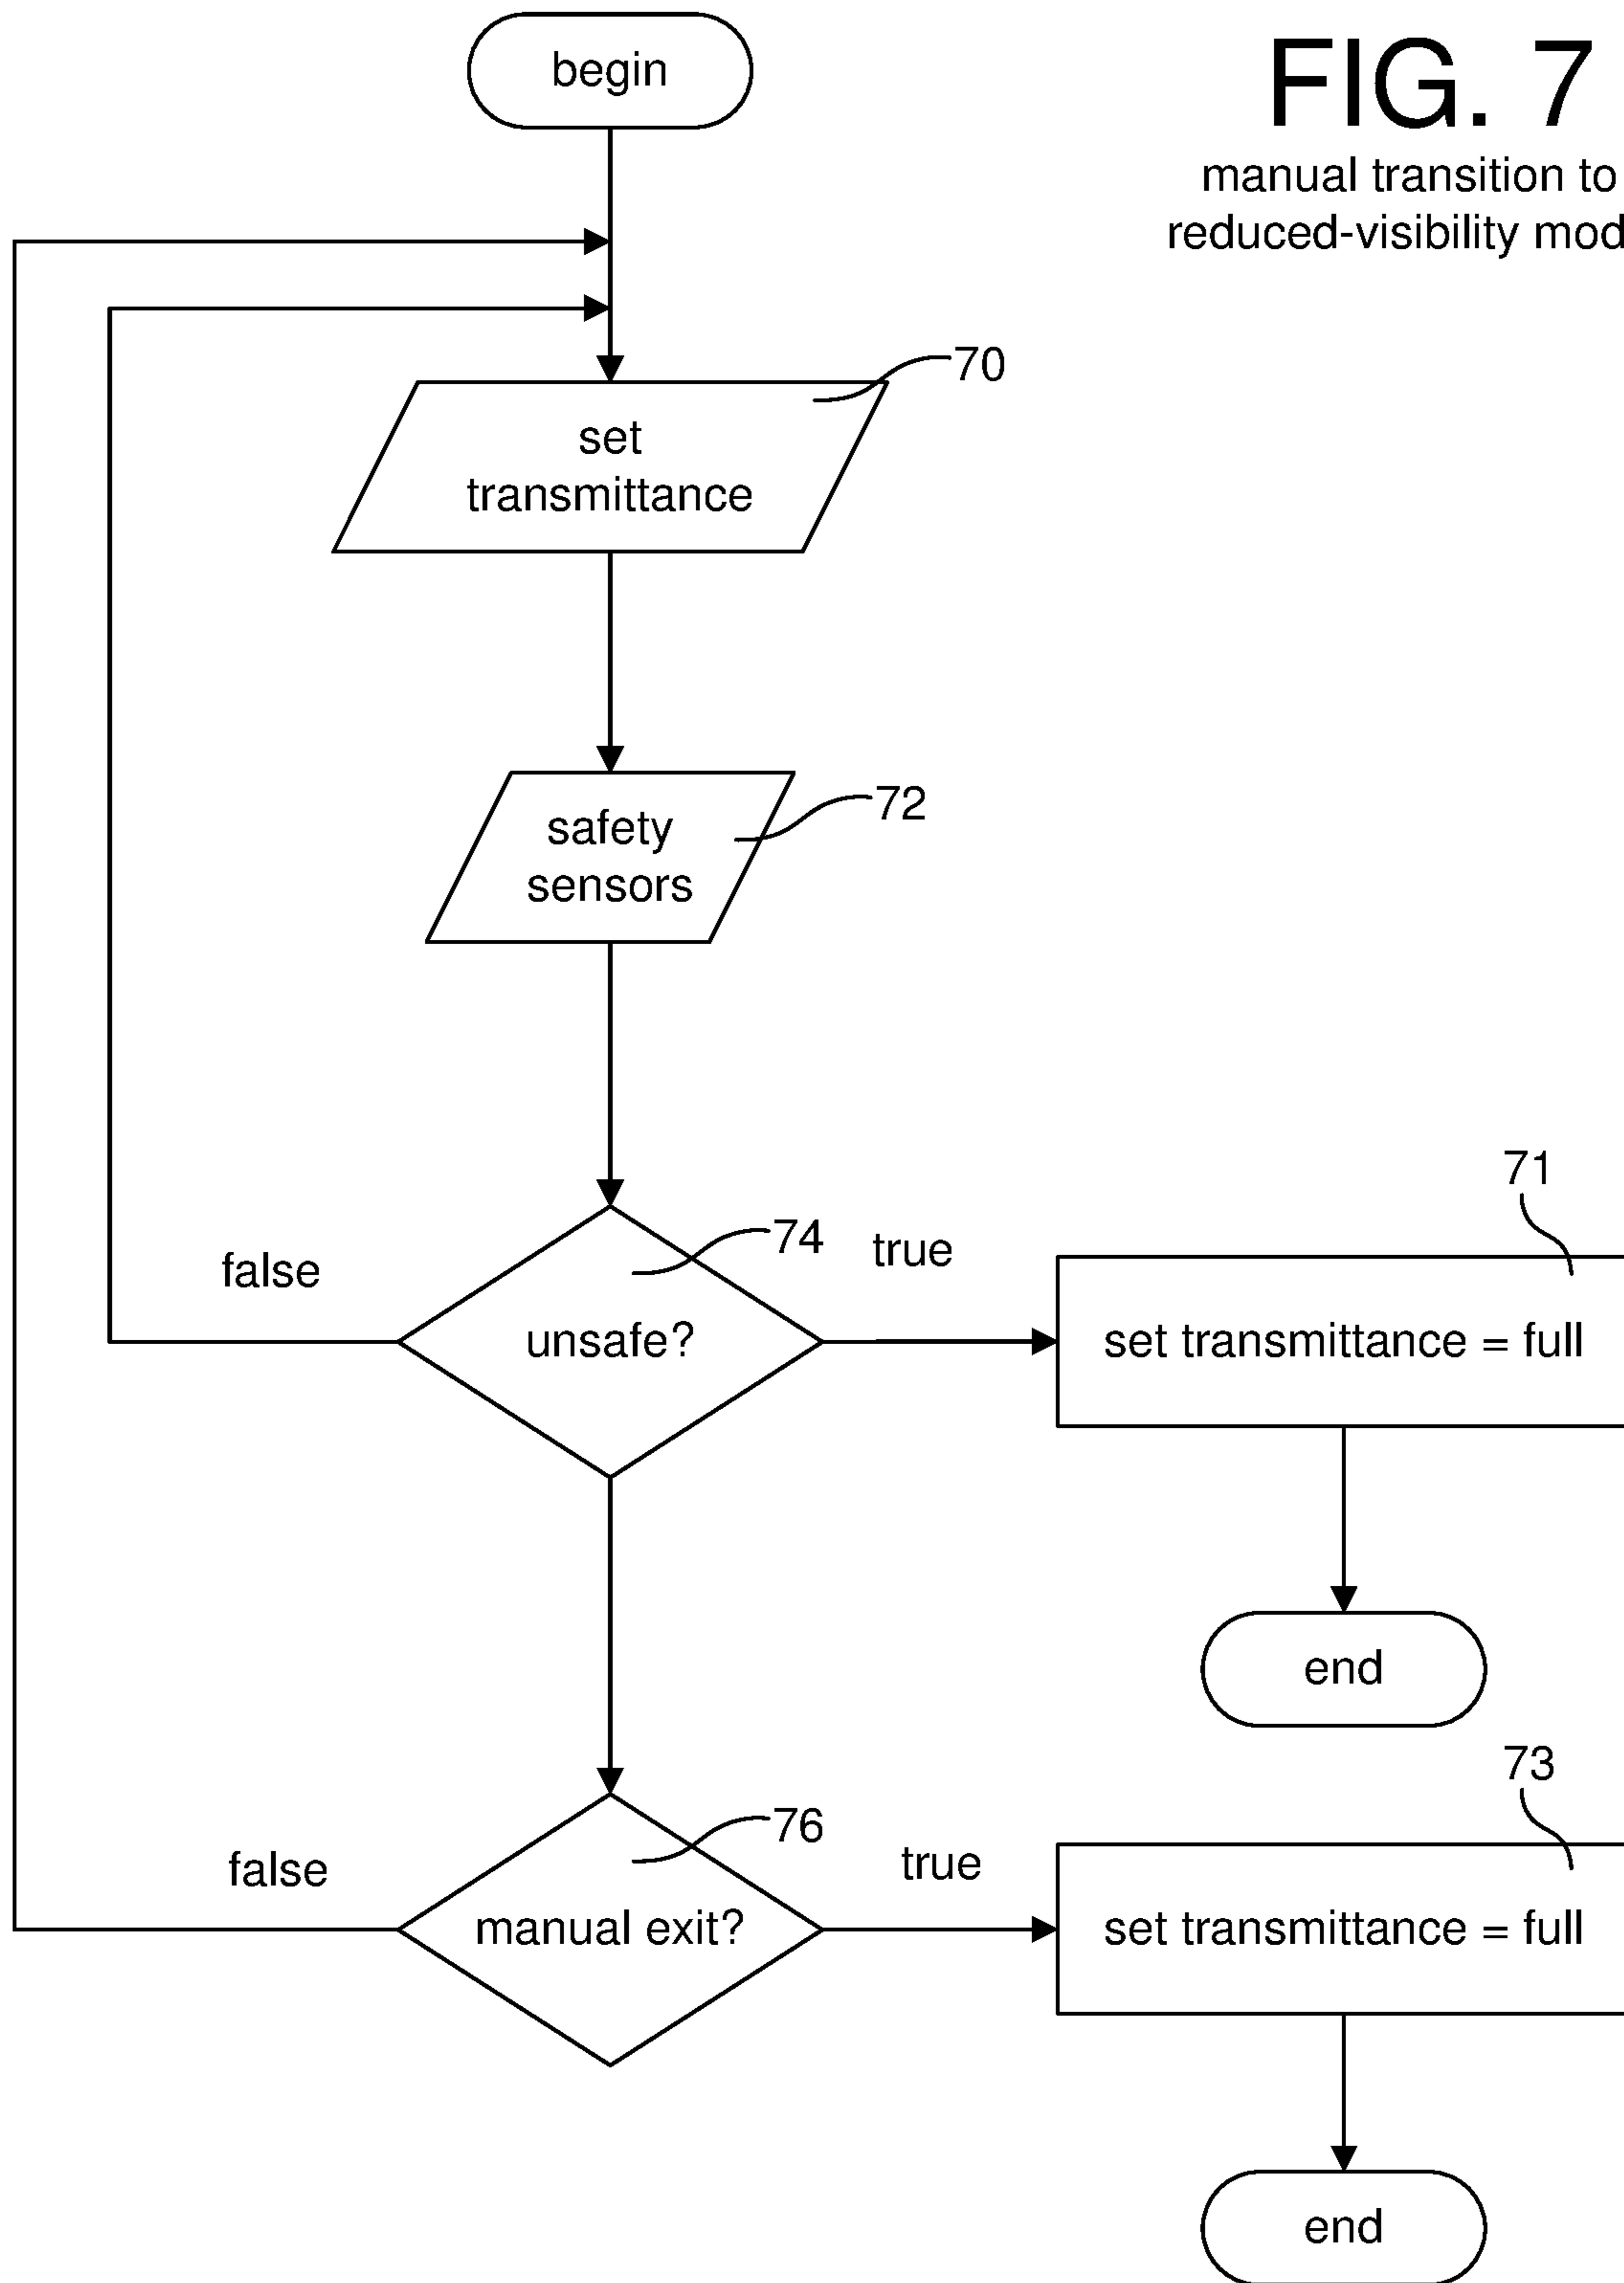 begin
FIG. 7
manual transition to
reduced-visibility mod
70
set
transmittance
72
safety
sensors
71
74
true
false
unsafe?
set transmittance = full
end
73
76
true
false
manual exit?
set transmittance = full
end